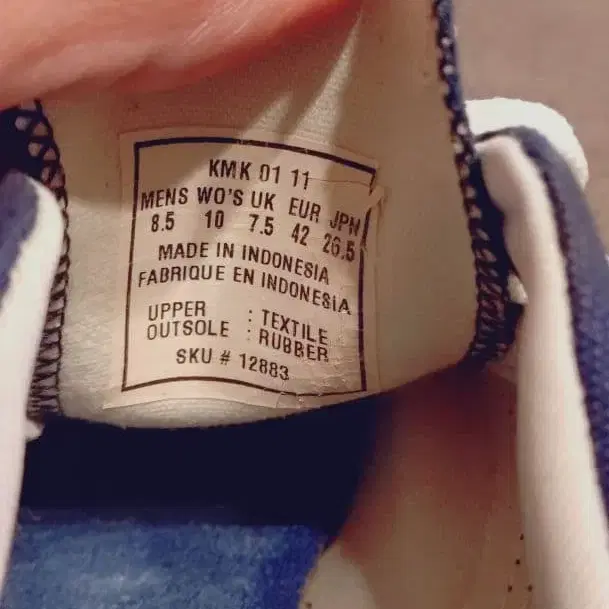 KMK 01 11
MENS WO'S UK EUR JPN
8.5 10 7.5 42 26.5
MADE IN INDONESIA
FABRIQUE EN INDONESIA
UPPER : TEXTILE
OUTSOLE : RUBBER
SKU # 12883